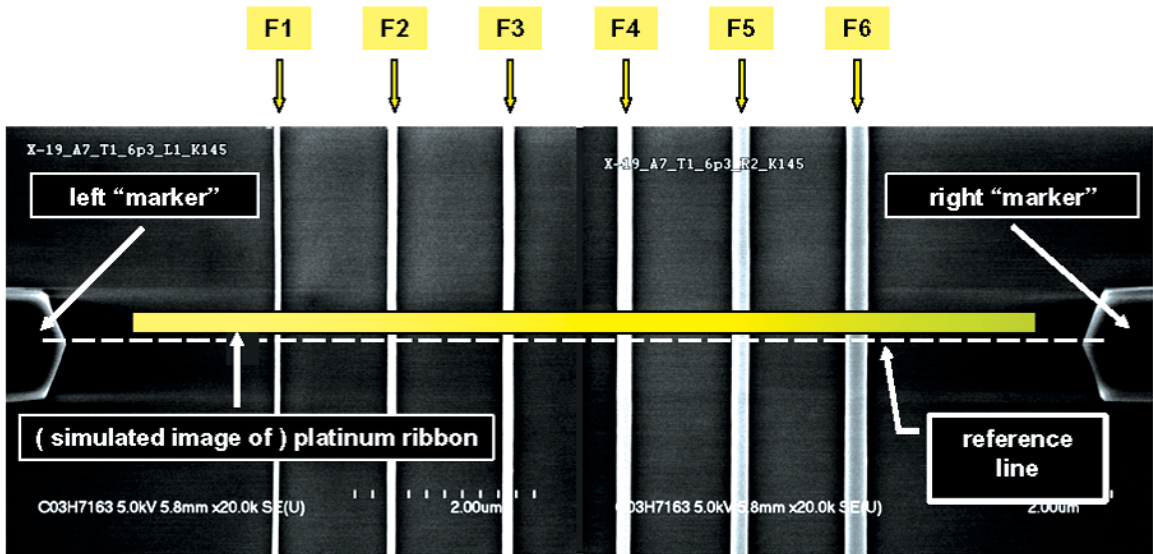 F1 F2 F3 F4 F5 F6
X-19_A7_T1_6p3_L1_K145
X-19_A7_T1_6p3_R2_K145
left “marker”
right “marker”
( simulated image of ) platinum ribbon
reference
line
C03H7163 5.0kV 5.8mm x20.0k SE(U)
2.00um
C03H7163 5.0kV 5.8mm x20.0k SE(U)
2.00um